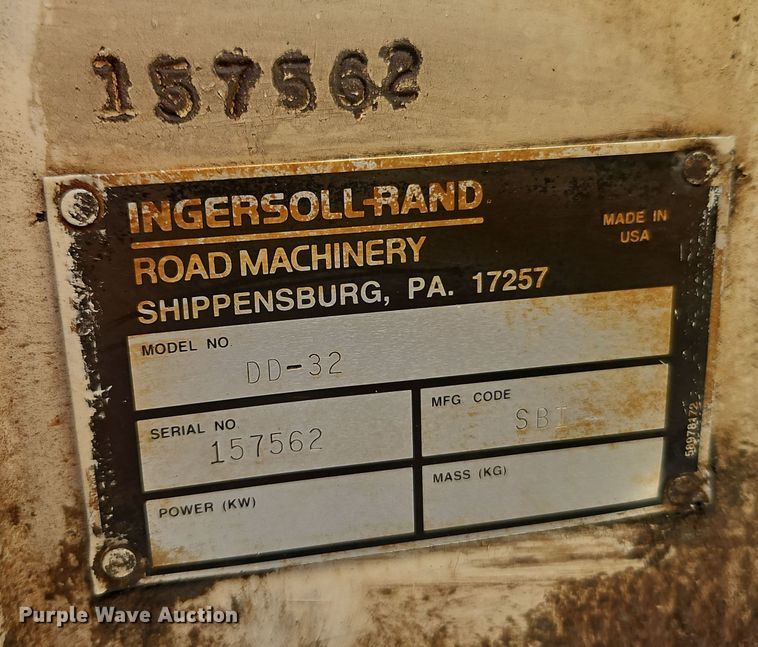 157562
INGERSOLL-RAND
MADE IN
USA
ROAD MACHINERY
SHIPPENSBURG, PA. 17257
MODEL NO.
DD-32
SERIAL NO.
157562
MFG CODE
SBI
POWER (KW)
MASS (KG)
58978172
Purple Wave Auction